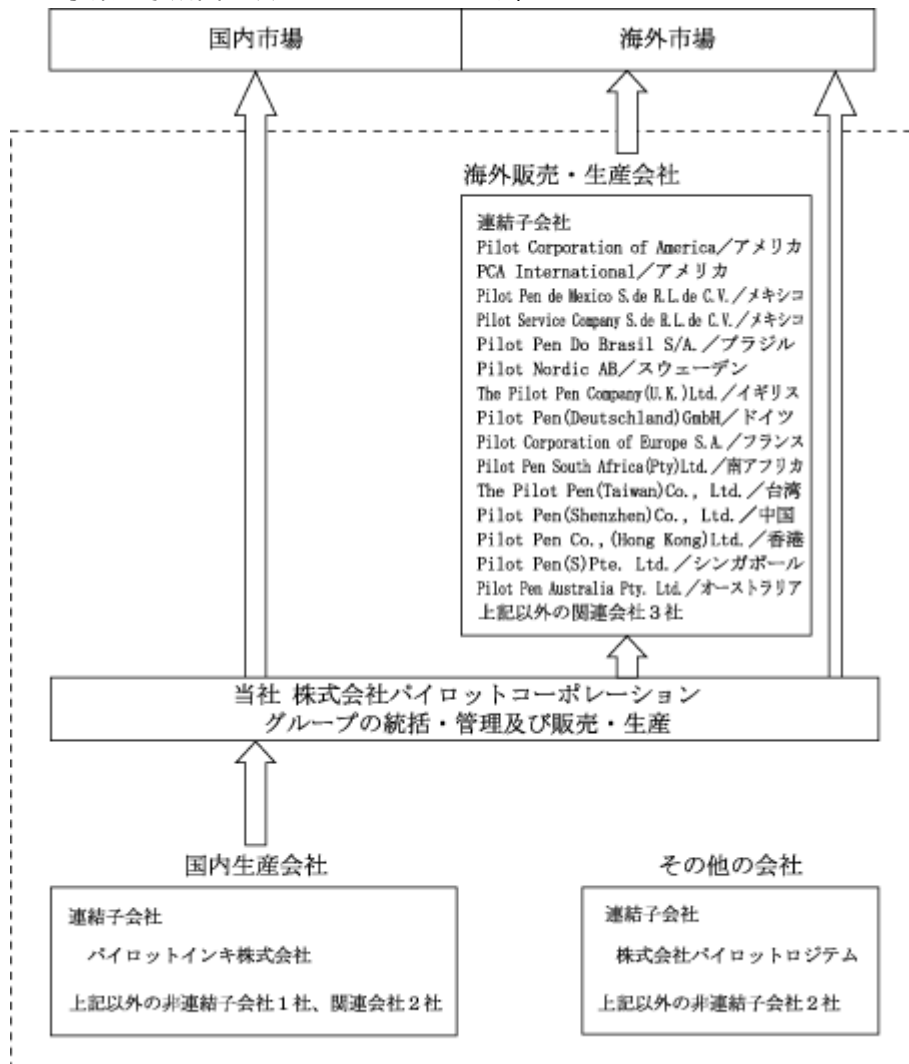 国内市場
海外市場
海外販売・生産会社
連結子会社
Pilot Corporation of America／アメリカ
PCA International／アメリカ
Pilot Pen de Mexico S.de R.L.de C.V.／メキシコ
Pilot Service Company S.de R.L.de C.V.／メキシコ
Pilot Pen Do Brasil S/A.／ブラジル
Pilot Nordic AB／スウェーデン
The Pilot Pen Company(U.K.)Ltd.／イギリス
Pilot Pen(Deutschland)GmbH／ドイツ
Pilot Corporation of Europe S.A.／フランス
Pilot Pen South Africa(Pty)Ltd.／南アフリカ
The Pilot Pen(Taiwan)Co., Ltd.／台湾
Pilot Pen(Shenzhen)Co., Ltd.／中国
Pilot Pen Co.,(Hong Kong)Ltd.／香港
Pilot Pen(S)Pte. Ltd.／シンガポール
Pilot Pen Australia Pty. Ltd.／オーストラリア
上記以外の関連会社３社
当社 株式会社パイロットコーポレーション
グループの統括・管理及び販売・生産
国内生産会社
連結子会社
パイロットインキ株式会社
上記以外の非連結子会社１社、関連会社２社
その他の会社
連結子会社
株式会社パイロットロジテム
上記以外の非連結子会社２社